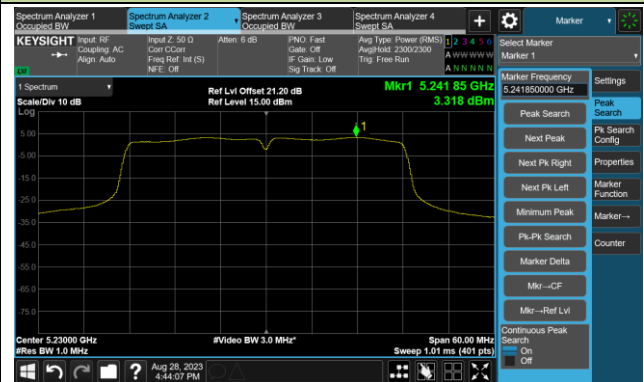 Spectrum Analyzer 1
Occupied BW
Spectrum Analyzer 2
Swept SA
Spectrum Analyzer 3
Occupied BW
Spectrum Analyzer 4
Swept SA
Marker
KEYSIGHT
Input: RF
Coupling: AC
Align: Auto
Input Z: 50 Ω
Corr CCorr
Freq Ref: Int (S)
NFE: Off
Atten: 6 dB
PNO: Fast
Gate: Off
IF Gain: Low
Sig Track: Off
Avg Type: Power (RMS)
Avg|Hold: 2300/2300
Trig: Free Run
1 2 3 4 5 6
A W W W W W
A N N N N N
Select Marker
Marker 1
LXI
1 Spectrum
Scale/Div 10 dB
Log
Ref Lvl Offset 21.20 dB
Ref Level 15.00 dBm
Mkr1 5.241 85 GHz
3.318 dBm
1
5.00
-5.00
-15.0
-25.0
-35.0
-45.0
-55.0
-65.0
-75.0
Center 5.23000 GHz
#Res BW 1.0 MHz
#Video BW 3.0 MHz*
Span 60.00 MHz
Sweep 1.01 ms (401 pts)
Marker Frequency
5.241850000 GHz
Peak Search
Next Peak
Next Pk Right
Next Pk Left
Minimum Peak
Pk-Pk Search
Marker Delta
Mkr→CF
Mkr→Ref Lvl
Continuous Peak
Search
On
Off
Settings
Peak
Search
Pk Search
Config
Properties
Marker
Function
Marker→
Counter
Aug 28, 2023
4:44:07 PM